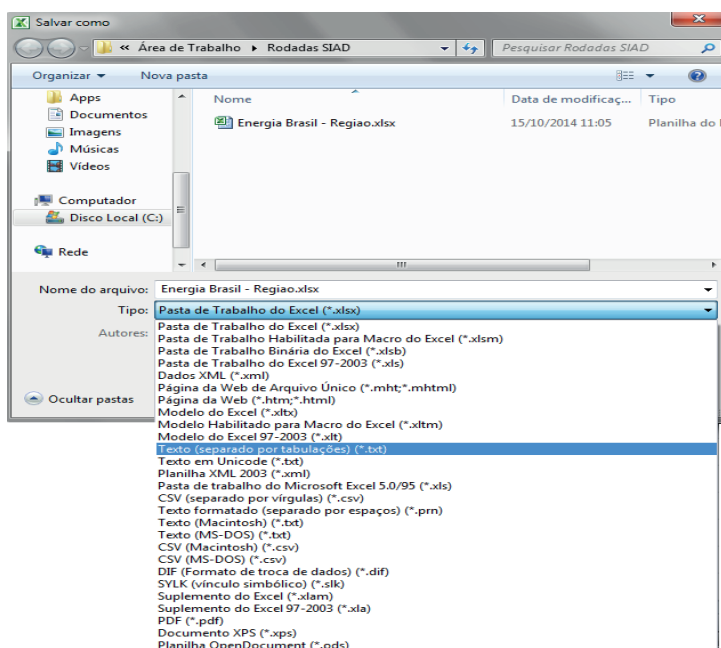 Salvar como
« Área de Trabalho Rodadas SIAD Pesquisar Rodadas SIAD
Organizar Nova pasta
Apps
Documentos
Imagens
Músicas
Vídeos
Computador
Disco Local (C:)
Rede
Nome Data de modificaç... Tipo
Energia Brasil - Regiao.xlsx 15/10/2014 11:05 Planilha do
Nome do arquivo: Energia Brasil - Regiao.xlsx
Tipo: Pasta de Trabalho do Excel (*.xlsx)
Autores:
Ocultar pastas
Pasta de Trabalho do Excel (*.xlsx)
Pasta de Trabalho Habilitada para Macro do Excel (*.xlsm)
Pasta de Trabalho Binária do Excel (*.xlsb)
Pasta de Trabalho do Excel 97-2003 (*.xls)
Dados XML (*.xml)
Página da Web de Arquivo Único (*.mht;*.mhtml)
Página da Web (*.htm;*.html)
Modelo do Excel (*.xltx)
Modelo Habilitado para Macro do Excel (*.xltm)
Modelo do Excel 97-2003 (*.xlt)
Texto (separado por tabulações) (*.txt)
Texto em Unicode (*.txt)
Planilha XML 2003 (*.xml)
Pasta de trabalho do Microsoft Excel 5.0/95 (*.xls)
CSV (separado por vírgulas) (*.csv)
Texto formatado (separado por espaços) (*.prn)
Texto (Macintosh) (*.txt)
Texto (MS-DOS) (*.txt)
CSV (Macintosh) (*.csv)
CSV (MS-DOS) (*.csv)
DIF (Formato de troca de dados) (*.dif)
SYLK (vínculo simbólico) (*.slk)
Suplemento do Excel (*.xlam)
Suplemento do Excel 97-2003 (*.xla)
PDF (*.pdf)
Documento XPS (*.xps)
Planilha OpenDocument (*.ods)